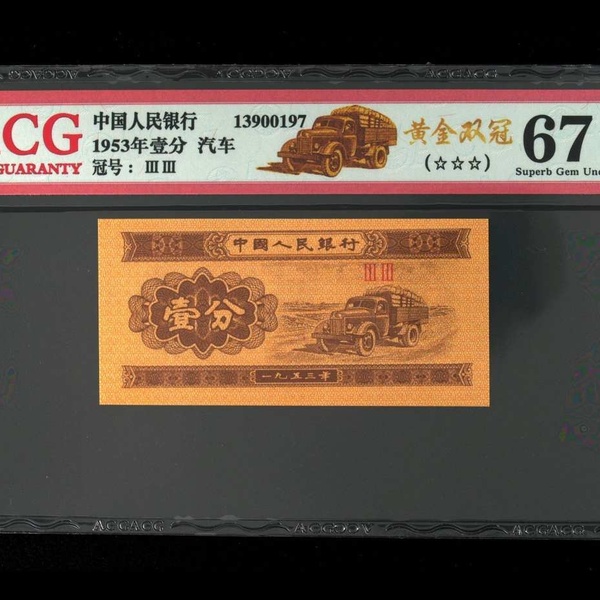 CG
GUARANTY
中国人民银行 13900197
1953年壹分 汽车
冠号：ⅢⅢ
黄金双冠
(☆☆☆)
67
Superb Gem Unc
中國人民銀行
ⅢⅢ
壹分
一九五三年
ACGACG
ACGACG